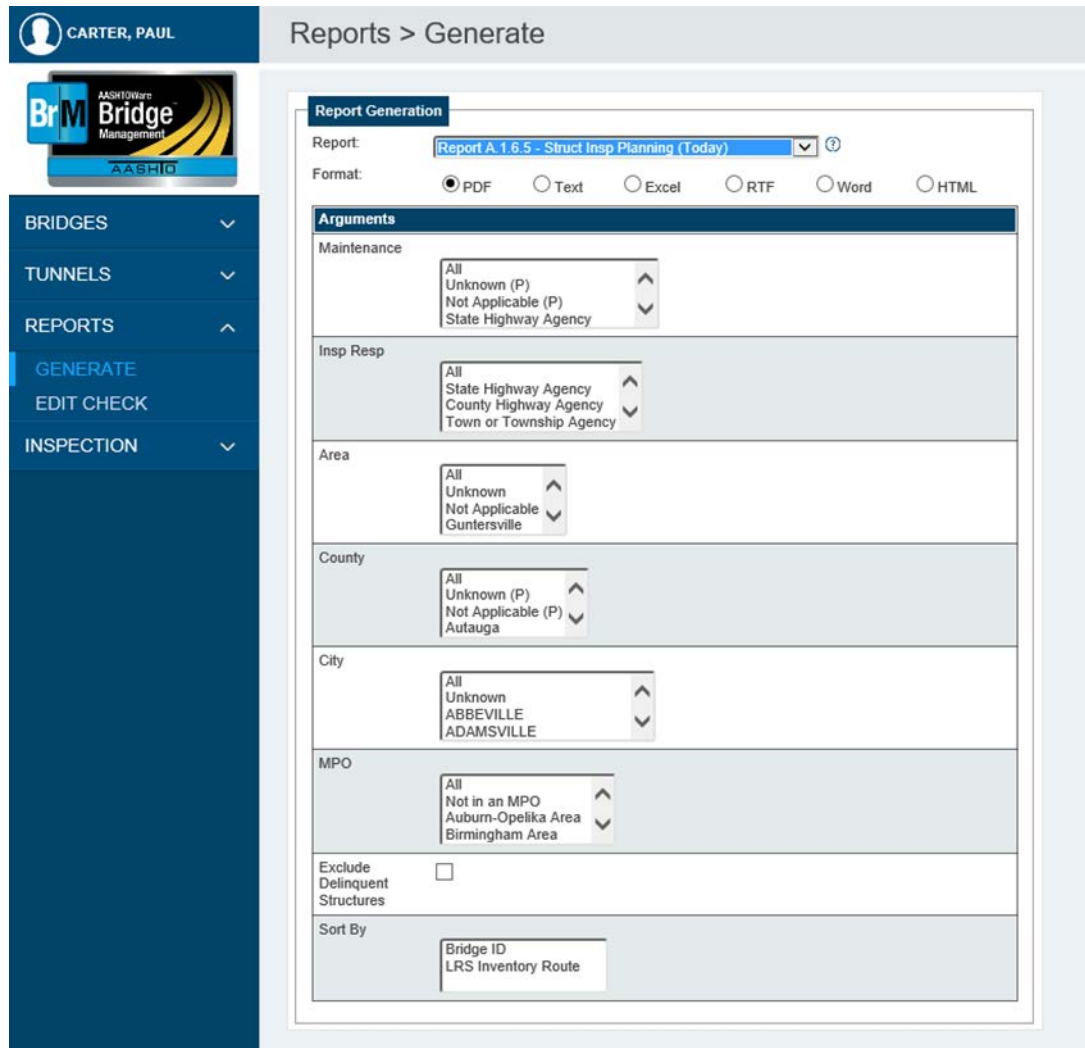 CARTER, PAUL
Reports > Generate
BrM
AASHTOWare
Bridge™
Management
AASHTO
BRIDGES
TUNNELS
REPORTS
GENERATE
EDIT CHECK
INSPECTION
Report Generation
Report:
Report A.1.6.5 - Struct Insp Planning (Today)
?
Format:
PDF Text Excel RTF Word HTML
Arguments
Maintenance
All
Unknown (P)
Not Applicable (P)
State Highway Agency
Insp Resp
All
State Highway Agency
County Highway Agency
Town or Township Agency
Area
All
Unknown
Not Applicable
Guntersville
County
All
Unknown (P)
Not Applicable (P)
Autauga
City
All
Unknown
ABBEVILLE
ADAMSVILLE
MPO
All
Not in an MPO
Auburn-Opelika Area
Birmingham Area
Exclude
Delinquent
Structures
Sort By
Bridge ID
LRS Inventory Route